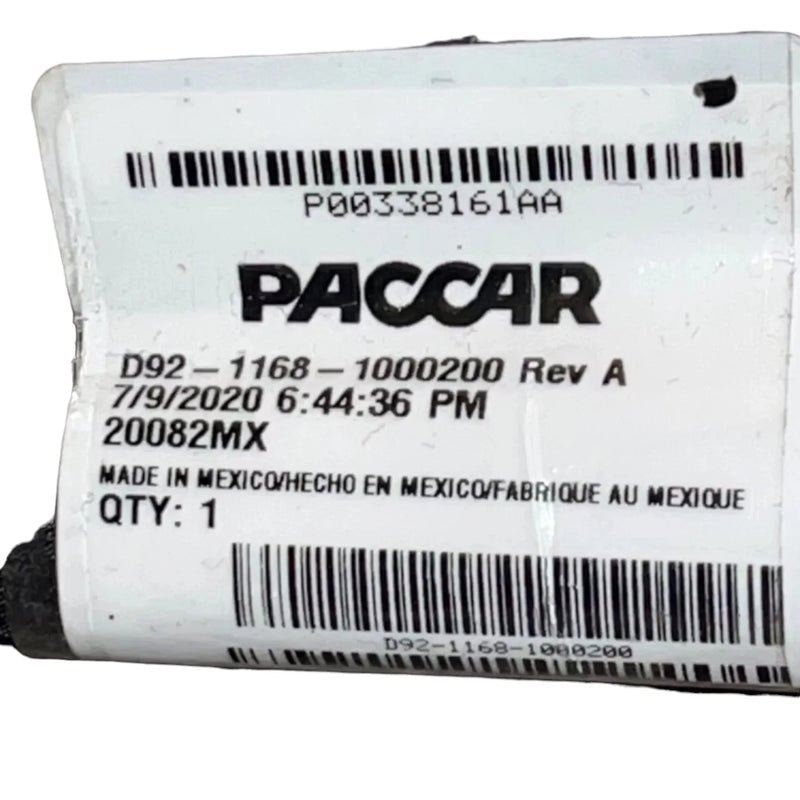 P00338161AA
PACCAR
D92-1168-1000200 Rev A
7/9/2020 6:44:36 PM
20082MX
MADE IN MEXICO/HECHO EN MEXICO/FABRIQUE AU MEXIQUE
QTY: 1
D92-1168-1000200